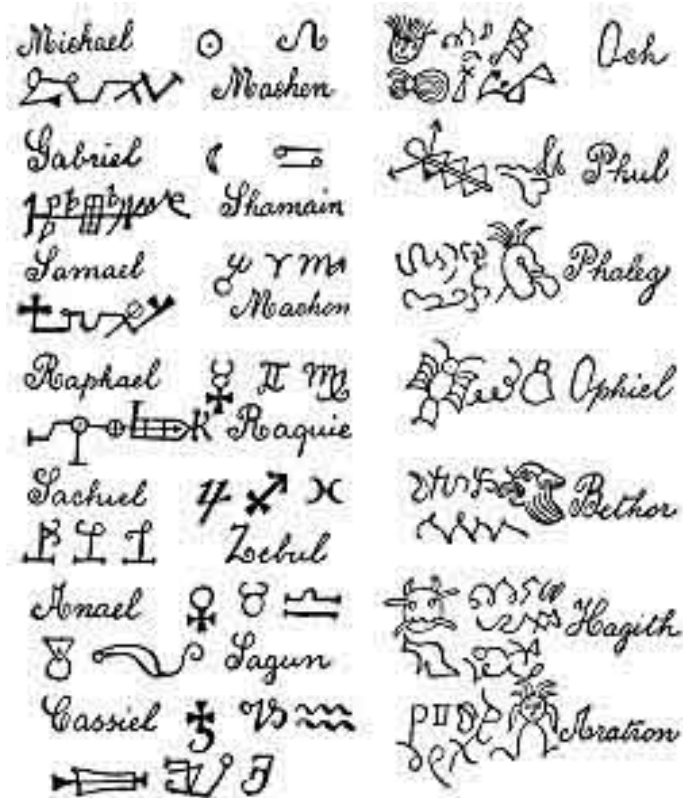 Michael ☉ ♌ Och
Machen
Gabriel ☾ ♋ Phul
Shamain
Samael ♂ ♈ ♏ Phaleg
Machon
Raphael ☿ ♊ ♍ Ophiel
Raquie
Sachiel ♃ ♐ ♓ Bethor
Zebul
Anael ♀ ♉ ♎ Hagith
Sagun
Cassiel ♄ ♑ ♒ Aratron